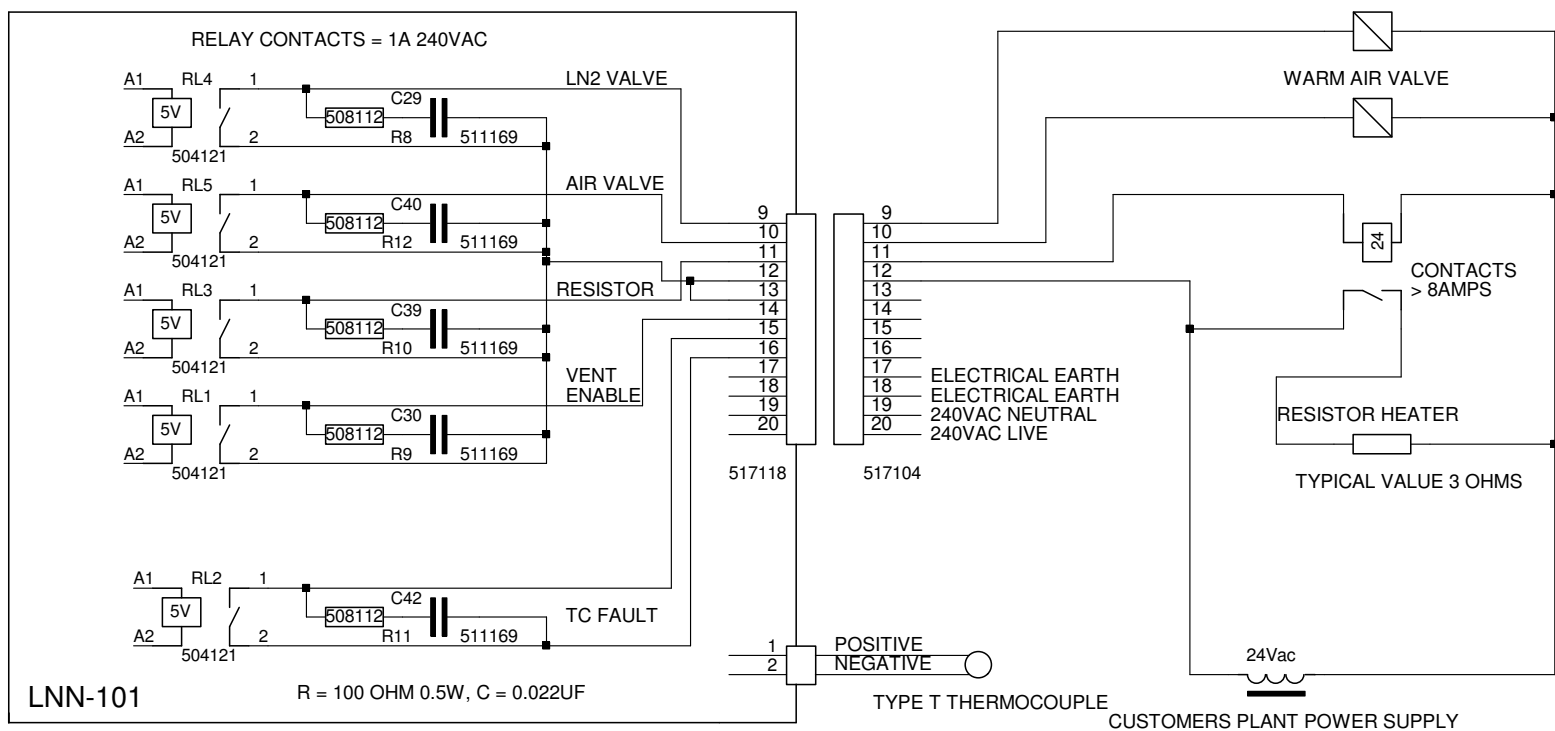 RELAY CONTACTS = 1A 240VAC
A1 RL4 1 LN2 VALVE
5V
C29
508112
A2 2 R8 511169
504121
A1 RL5 1 AIR VALVE
5V
C40
508112
A2 2 R12 511169
504121
A1 RL3 1 RESISTOR
5V
C39
508112
A2 2 R10 511169
504121
VENT
ENABLE
A1 RL1 1
5V
C30
508112
A2 2 R9 511169
504121
A1 RL2 1
5V
C42
508112
TC FAULT
A2 2 R11 511169
504121
LNN-101
R = 100 OHM 0.5W, C = 0.022UF
9
10
11
12
13
14
15
16
17
18
19
20
517118
9
10
11
12
13
14
15
16
17 ELECTRICAL EARTH
18 ELECTRICAL EARTH
19 240VAC NEUTRAL
20 240VAC LIVE
517104
1 POSITIVE
2 NEGATIVE
TYPE T THERMOCOUPLE
WARM AIR VALVE
24
CONTACTS
> 8AMPS
RESISTOR HEATER
TYPICAL VALUE 3 OHMS
24Vac
CUSTOMERS PLANT POWER SUPPLY